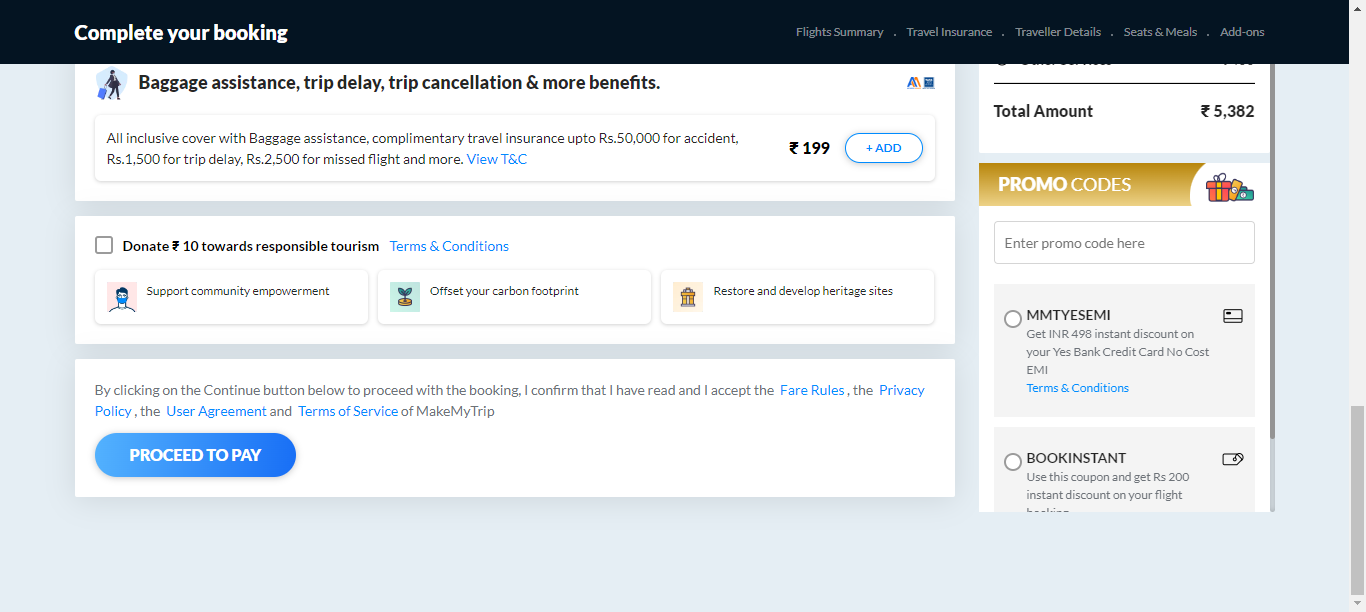 Complete your booking
Flights Summary . Travel Insurance . Traveller Details . Seats & Meals . Add-ons
Baggage assistance, trip delay, trip cancellation & more benefits.
All inclusive cover with Baggage assistance, complimentary travel insurance upto Rs.50,000 for accident,
Rs.1,500 for trip delay, Rs.2,500 for missed flight and more. View T&C
₹ 199
+ ADD
Donate ₹ 10 towards responsible tourism Terms & Conditions
Support community empowerment
Offset your carbon footprint
Restore and develop heritage sites
By clicking on the Continue button below to proceed with the booking, I confirm that I have read and I accept the Fare Rules , the Privacy
Policy , the User Agreement and Terms of Service of MakeMyTrip
PROCEED TO PAY
Total Amount ₹ 5,382
PROMO CODES
Enter promo code here
MMTYESEMI
Get INR 498 instant discount on
your Yes Bank Credit Card No Cost
EMI
Terms & Conditions
BOOKINSTANT
Use this coupon and get Rs 200
instant discount on your flight